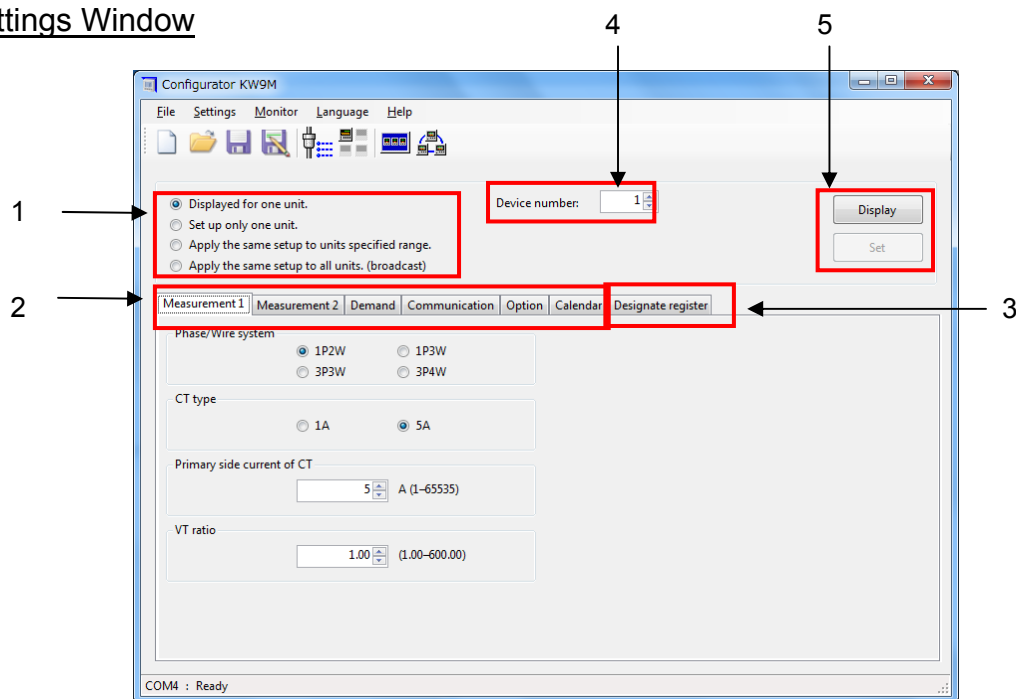 ttings Window
4 5
Configurator KW9M
File Settings Monitor Language Help
1
Displayed for one unit.
Set up only one unit.
Apply the same setup to units specified range.
Apply the same setup to all units. (broadcast)
Device number: 1
Display
Set
2
Measurement 1 Measurement 2 Demand Communication Option Calendar Designate register
3
Phase/Wire system
1P2W 1P3W
3P3W 3P4W
CT type
1A 5A
Primary side current of CT
5 A (1–65535)
VT ratio
1.00 (1.00–600.00)
COM4 : Ready